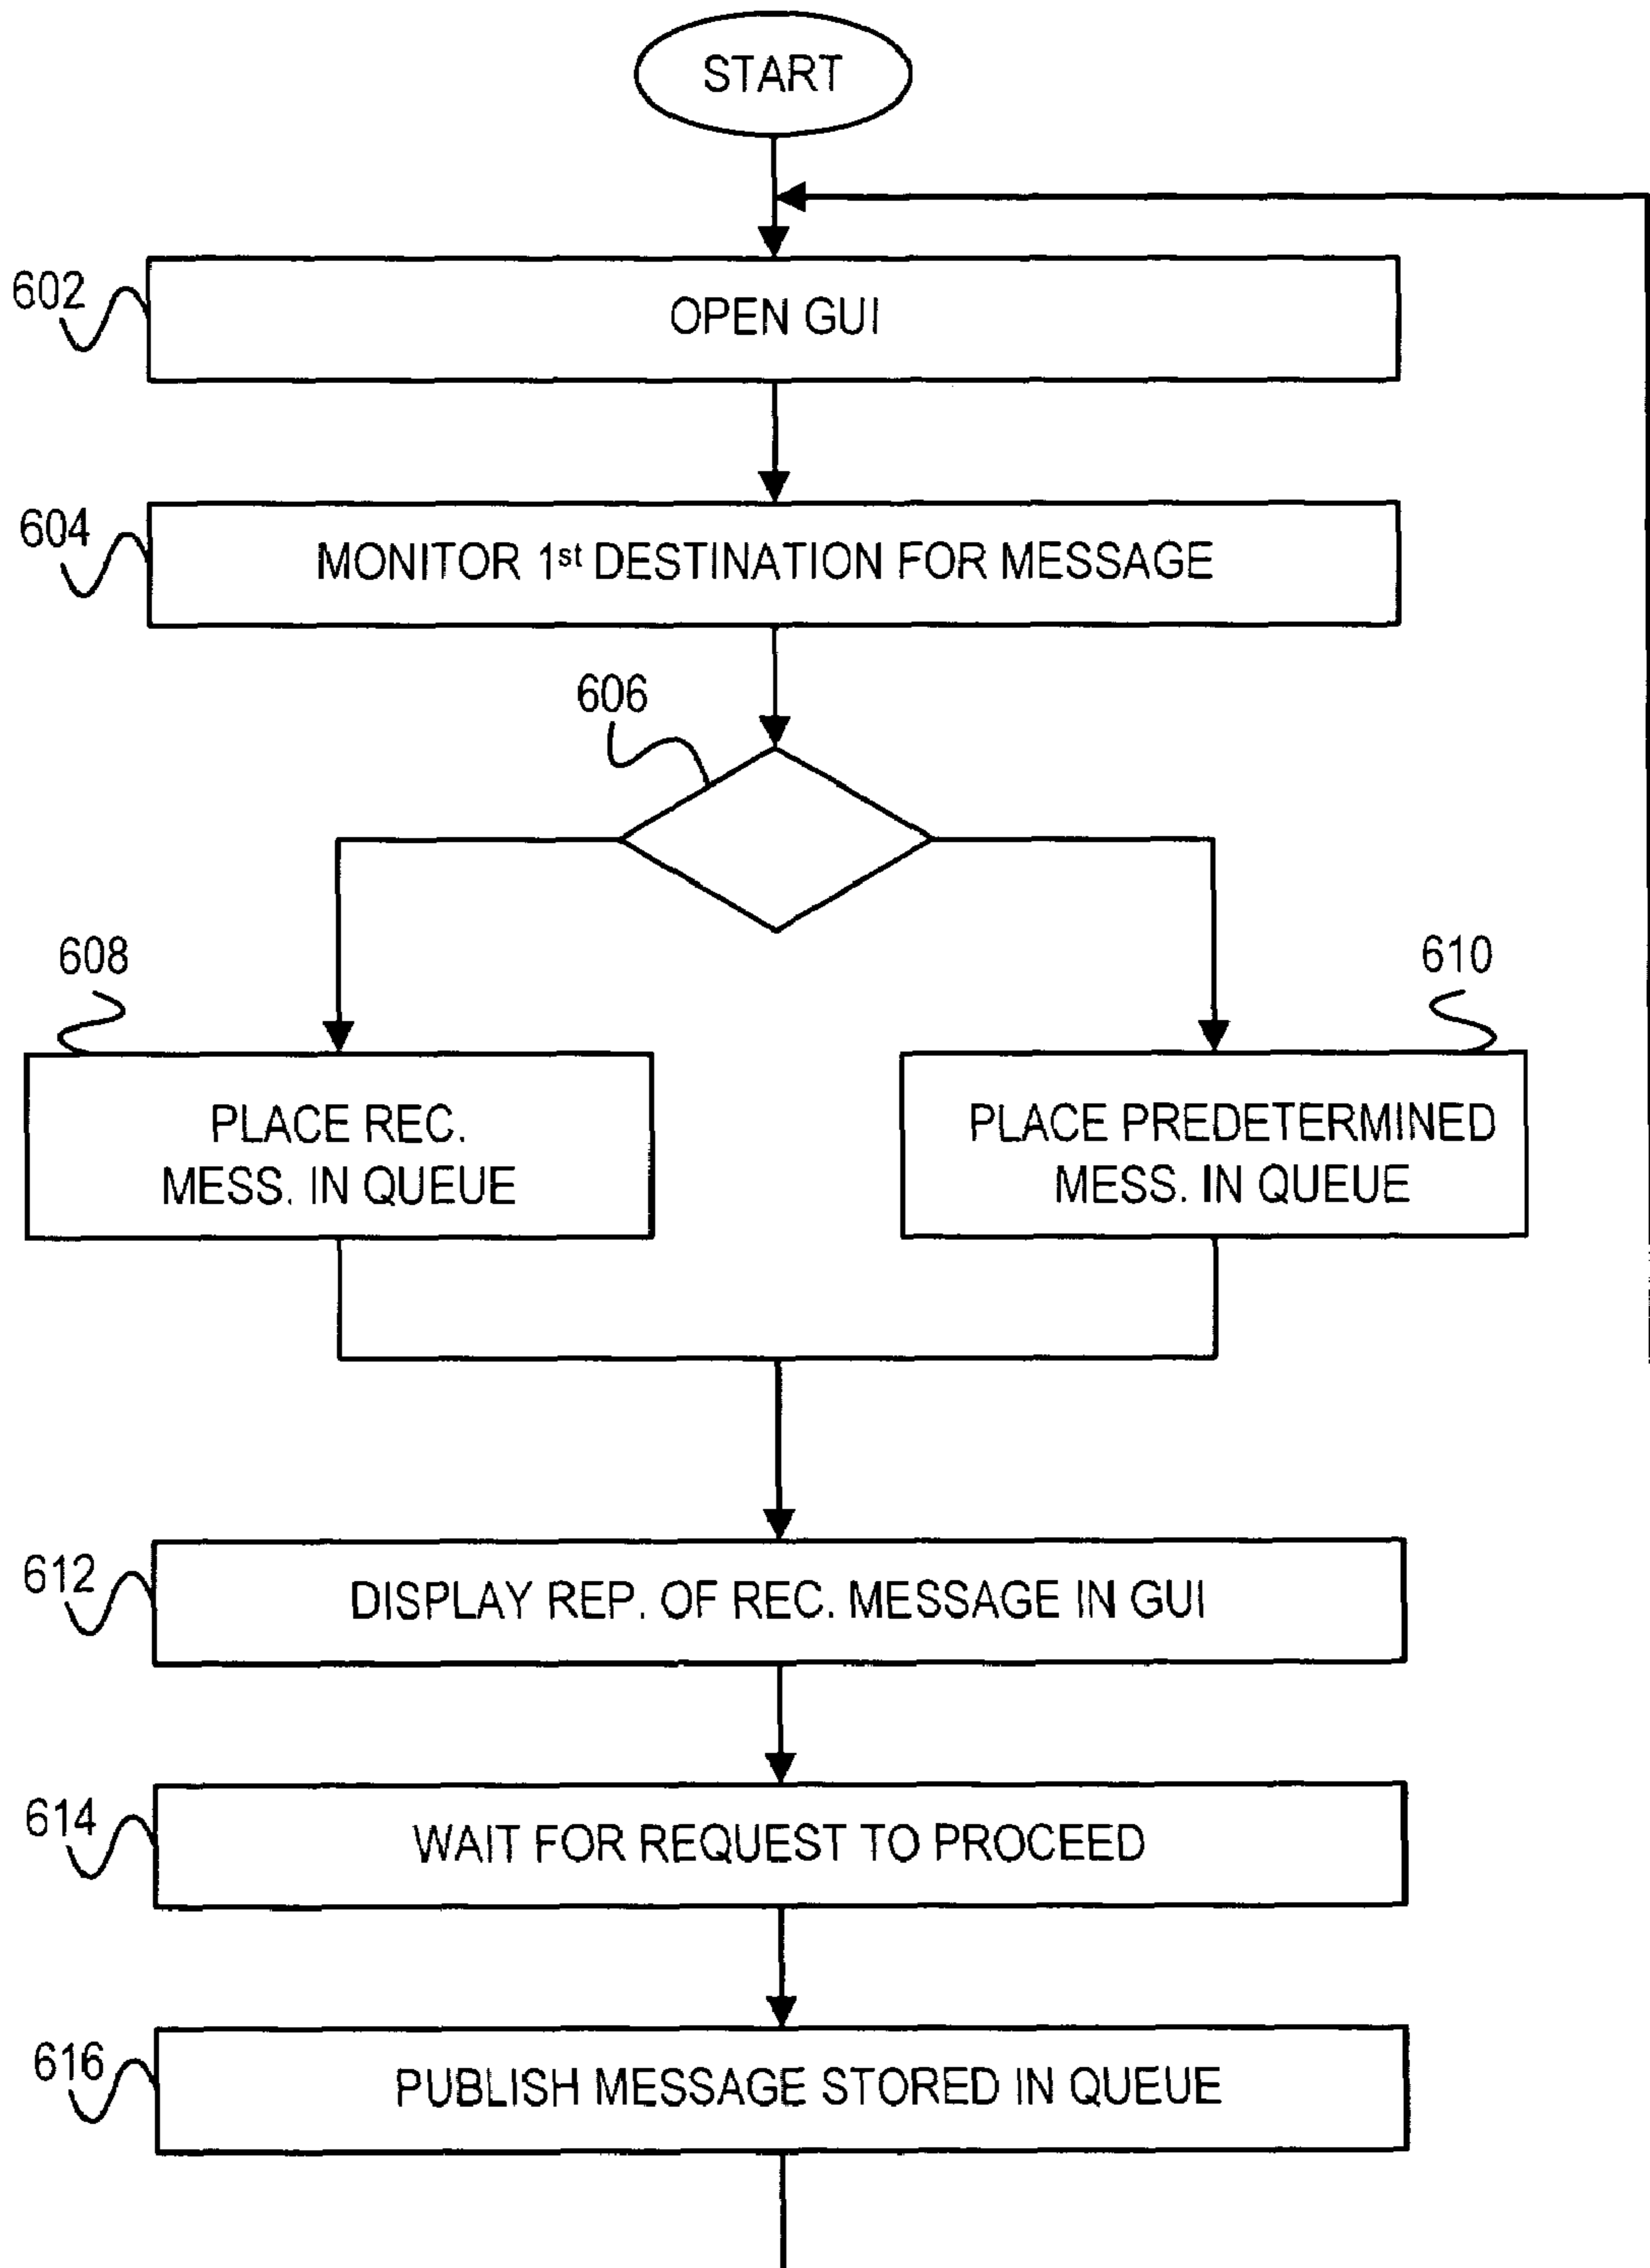 START
602
OPEN GUI
604
MONITOR 1st DESTINATION FOR MESSAGE
606
608
610
PLACE REC.
MESS. IN QUEUE
PLACE PREDETERMINED
MESS. IN QUEUE
612
DISPLAY REP. OF REC. MESSAGE IN GUI
614
WAIT FOR REQUEST TO PROCEED
616
PUBLISH MESSAGE STORED IN QUEUE